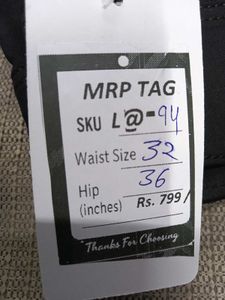 MRP TAG
SKU L@-94
Waist Size 32
Hip 36
(inches) Rs. 799/
Thanks For Choosing